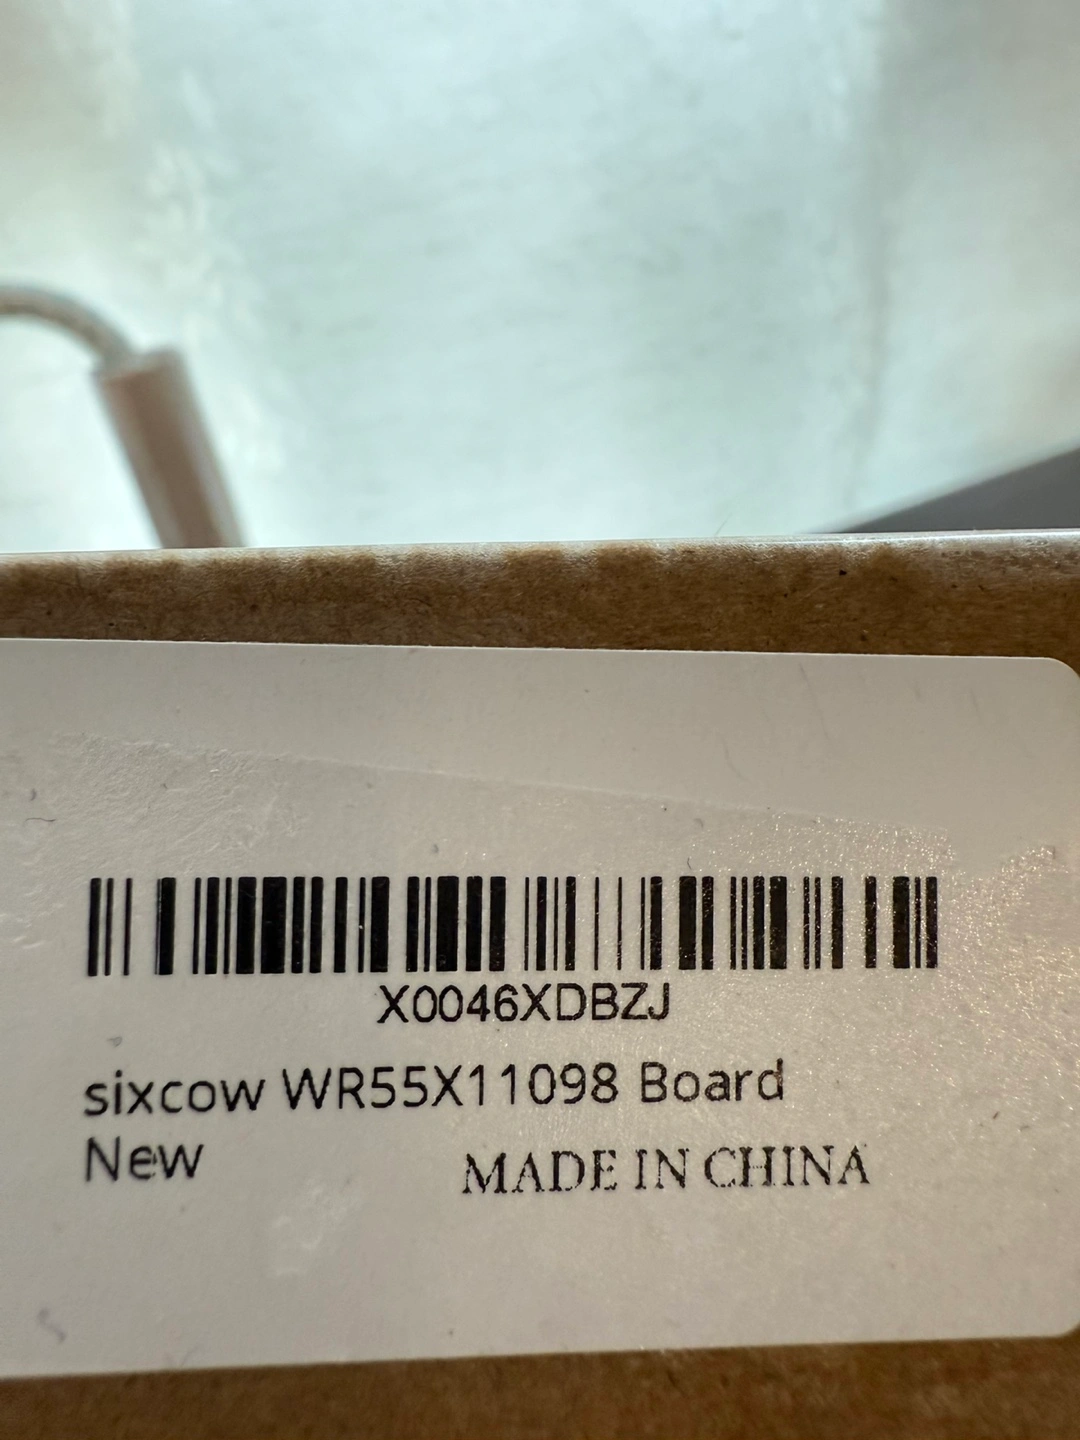 X0046XDBZJ
sixcow WR55X11098 Board
New
MADE IN CHINA